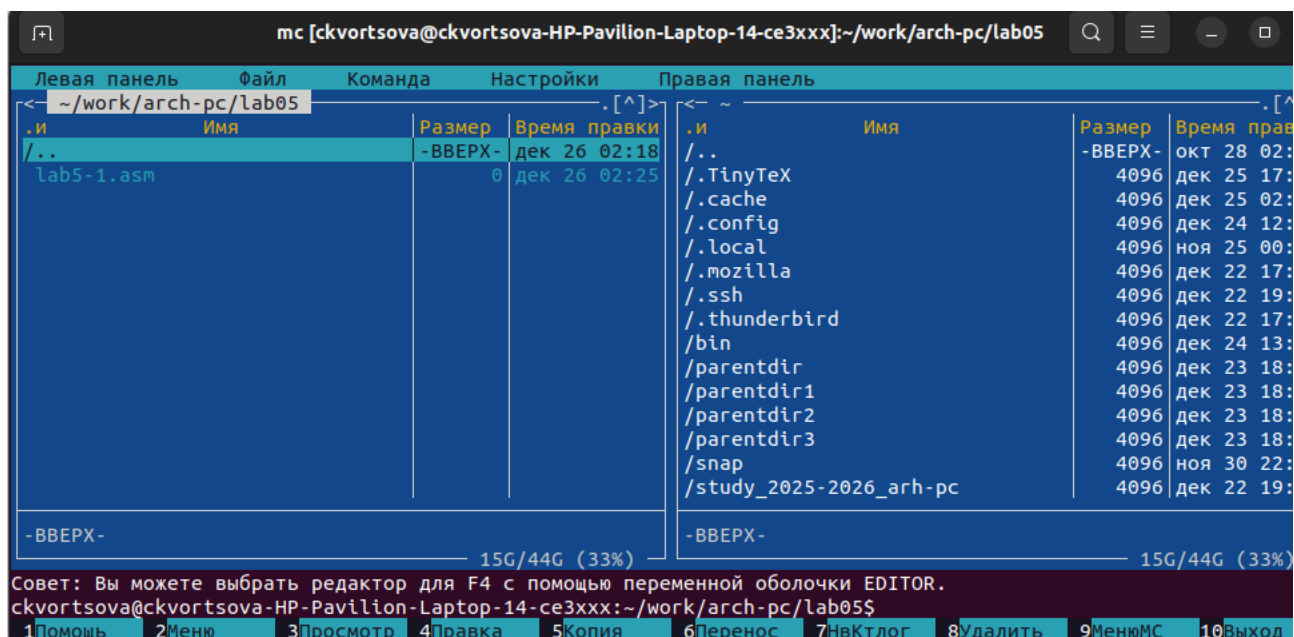 mc [ckvortsova@ckvortsova-HP-Pavilion-Laptop-14-ce3xxx]:~/work/arch-pc/lab05
Левая панель Файл Команда Настройки Правая панель
<— ~/work/arch-pc/lab05 .[^]> <— ~ .[^
.и Имя Размер Время правки .и Имя Размер Время прав
/.. -ВВЕРХ- дек 26 02:18 /.. -ВВЕРХ- окт 28 02:
lab5-1.asm 0 дек 26 02:25 /.TinyTeX 4096 дек 25 17:
/.cache 4096 дек 25 02:
/.config 4096 дек 24 12:
/.local 4096 ноя 25 00:
/.mozilla 4096 дек 22 17:
/.ssh 4096 дек 22 19:
/.thunderbird 4096 дек 22 17:
/bin 4096 дек 24 13:
/parentdir 4096 дек 23 18:
/parentdir1 4096 дек 23 18:
/parentdir2 4096 дек 23 18:
/parentdir3 4096 дек 23 18:
/snap 4096 ноя 30 22:
/study_2025-2026_arh-pc 4096 дек 22 19:
-ВВЕРХ- -ВВЕРХ-
15G/44G (33%) 15G/44G (33%)
Совет: Вы можете выбрать редактор для F4 с помощью переменной оболочки EDITOR.
ckvortsova@ckvortsova-HP-Pavilion-Laptop-14-ce3xxx:~/work/arch-pc/lab05$
1Помощь 2Меню 3Просмотр 4Правка 5Копия 6Перенос 7НвКтлог 8Удалить 9МенюМС 10Выход